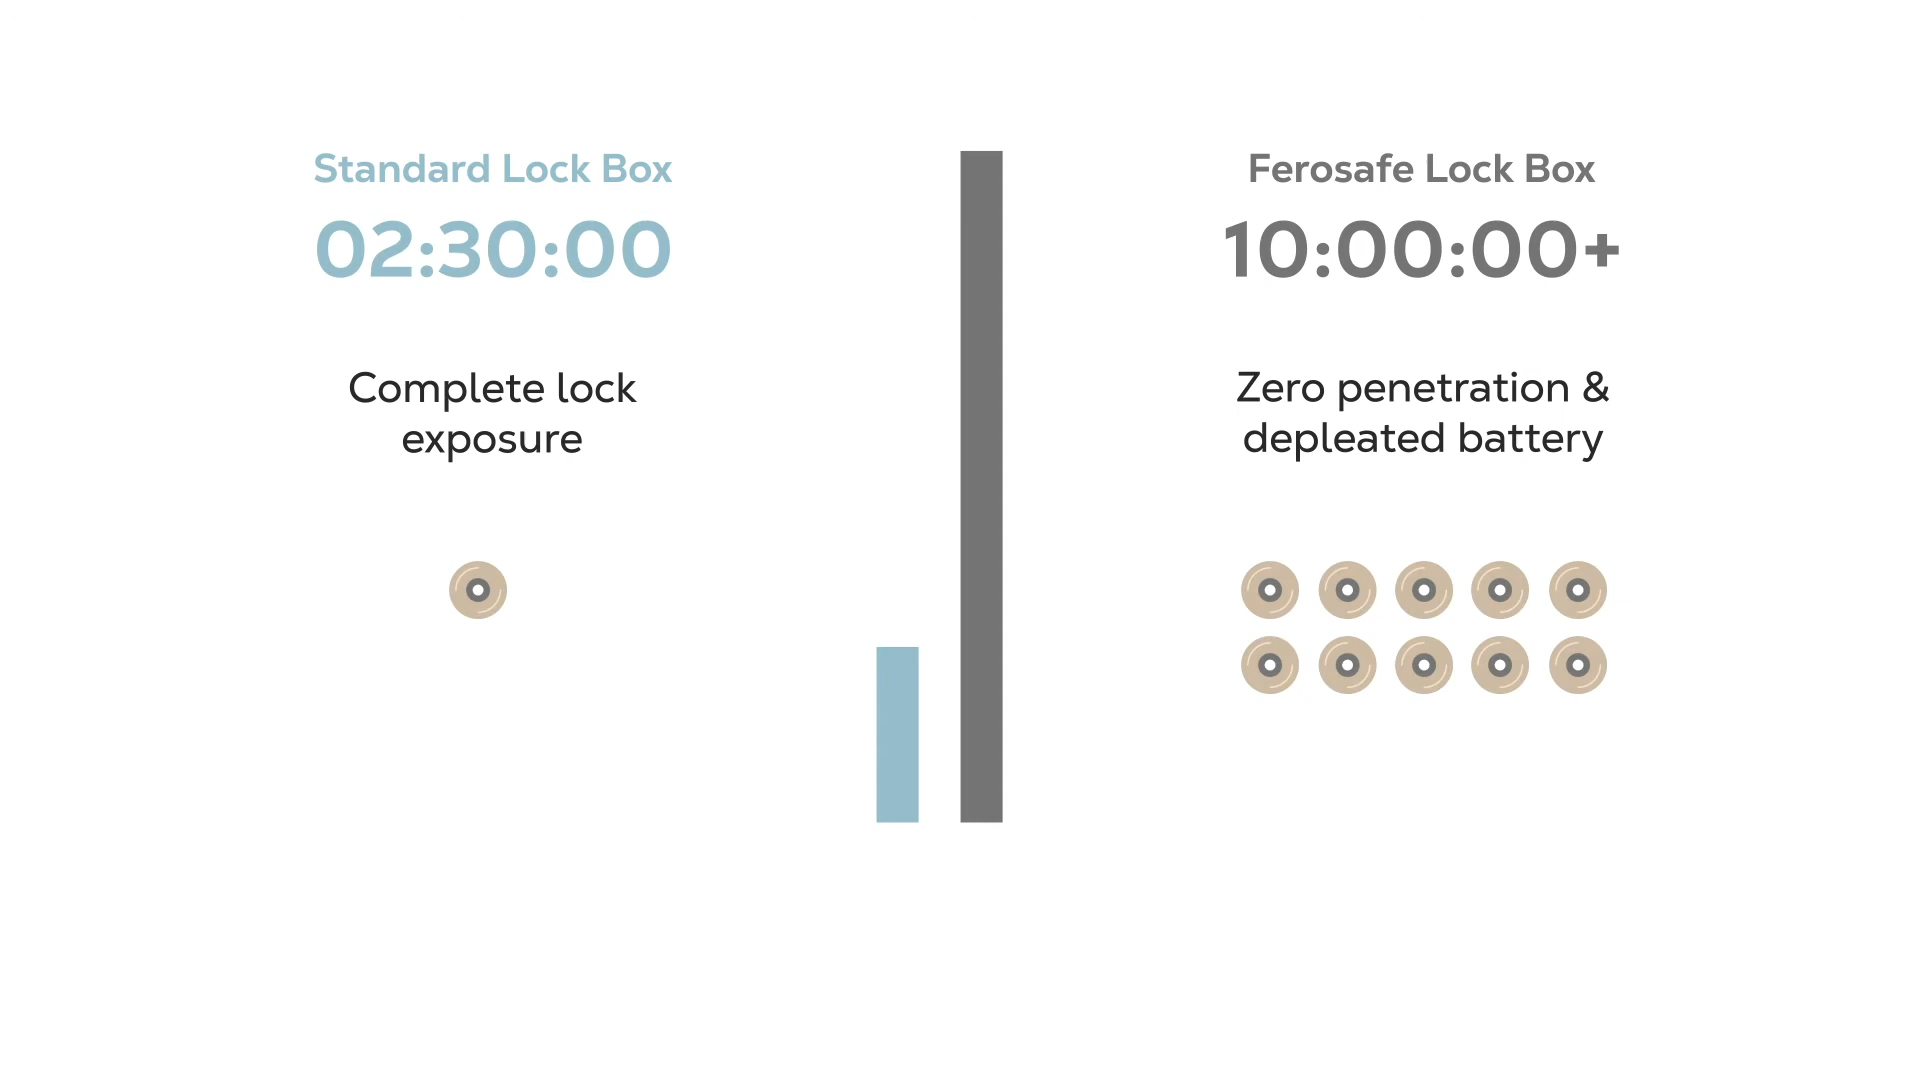 Standard Lock Box
02:30:00
Complete lock
exposure
Ferosafe Lock Box
10:00:00+
Zero penetration &
depleated battery